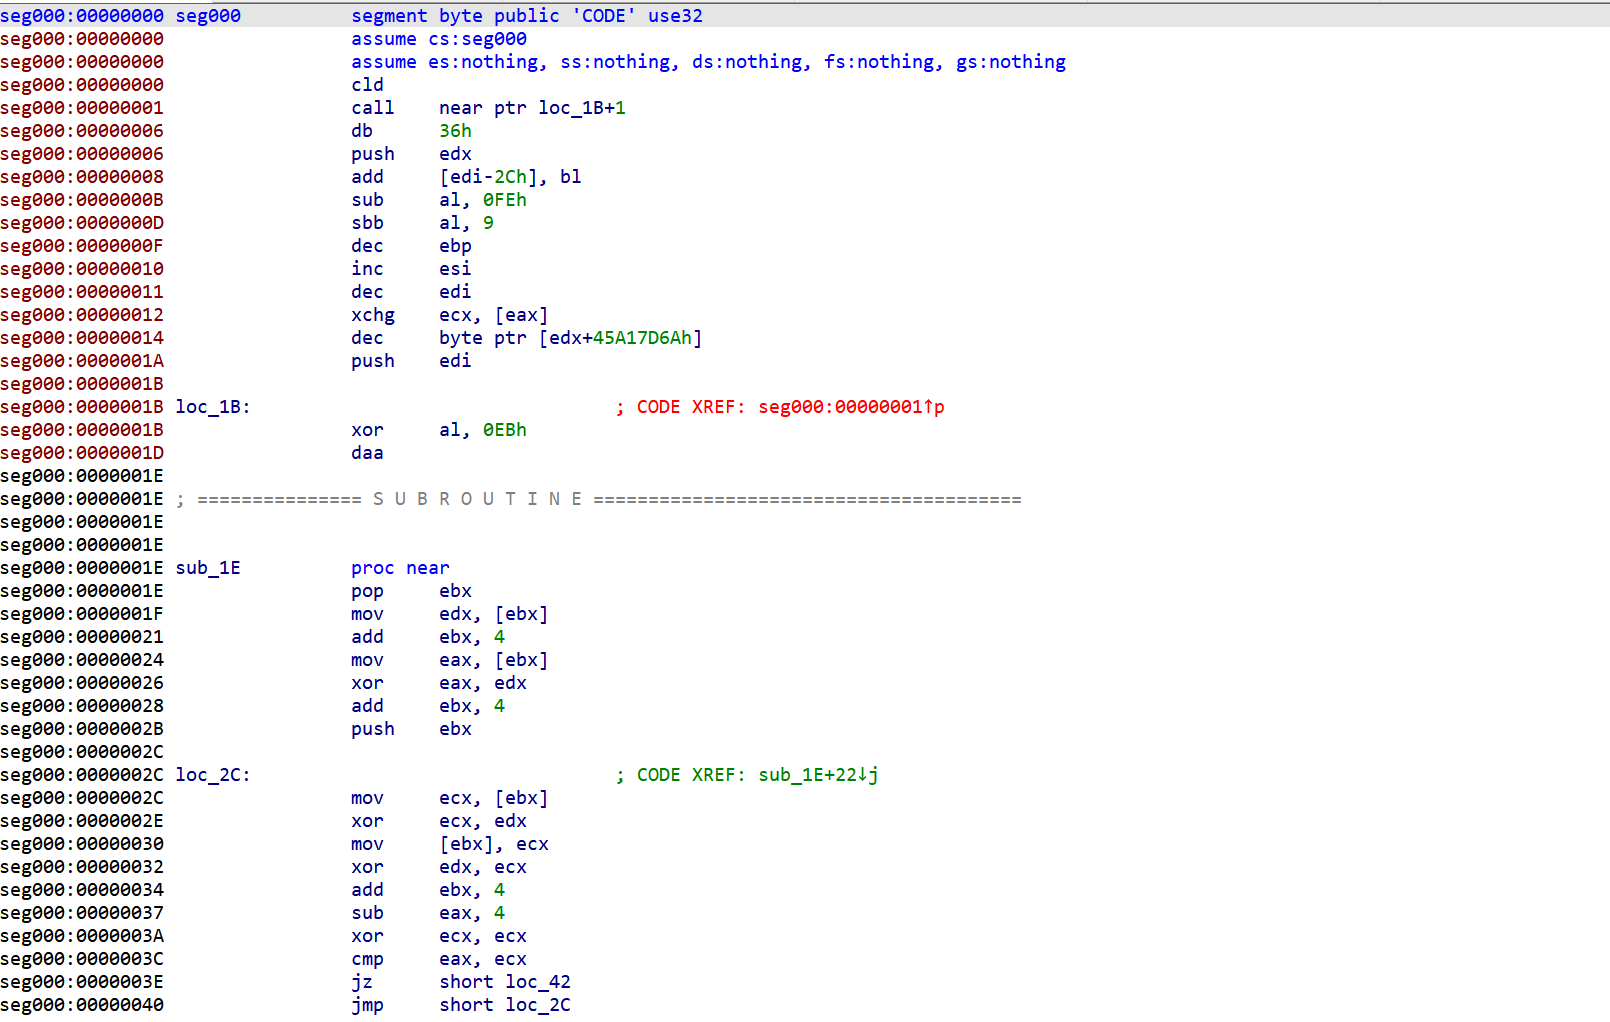 seg000:00000000 seg000          segment byte public 'CODE' use32
seg000:00000000                 assume cs:seg000
seg000:00000000                 assume es:nothing, ss:nothing, ds:nothing, fs:nothing, gs:nothing
seg000:00000000                 cld
seg000:00000001                 call    near ptr loc_1B+1
seg000:00000006                 db      36h
seg000:00000006                 push    edx
seg000:00000008                 add     [edi-2Ch], bl
seg000:0000000B                 sub     al, 0FEh
seg000:0000000D                 sbb     al, 9
seg000:0000000F                 dec     ebp
seg000:00000010                 inc     esi
seg000:00000011                 dec     edi
seg000:00000012                 xchg    ecx, [eax]
seg000:00000014                 dec     byte ptr [edx+45A17D6Ah]
seg000:0000001A                 push    edi
seg000:0000001B
seg000:0000001B loc_1B:                                 ; CODE XREF: seg000:00000001↑p
seg000:0000001B                 xor     al, 0EBh
seg000:0000001D                 daa
seg000:0000001E
seg000:0000001E ; =============== S U B R O U T I N E =======================================
seg000:0000001E
seg000:0000001E
seg000:0000001E sub_1E          proc near
seg000:0000001E                 pop     ebx
seg000:0000001F                 mov     edx, [ebx]
seg000:00000021                 add     ebx, 4
seg000:00000024                 mov     eax, [ebx]
seg000:00000026                 xor     eax, edx
seg000:00000028                 add     ebx, 4
seg000:0000002B                 push    ebx
seg000:0000002C
seg000:0000002C loc_2C:                                 ; CODE XREF: sub_1E+22↓j
seg000:0000002C                 mov     ecx, [ebx]
seg000:0000002E                 xor     ecx, edx
seg000:00000030                 mov     [ebx], ecx
seg000:00000032                 xor     edx, ecx
seg000:00000034                 add     ebx, 4
seg000:00000037                 sub     eax, 4
seg000:0000003A                 xor     ecx, ecx
seg000:0000003C                 cmp     eax, ecx
seg000:0000003E                 jz      short loc_42
seg000:00000040                 jmp     short loc_2C